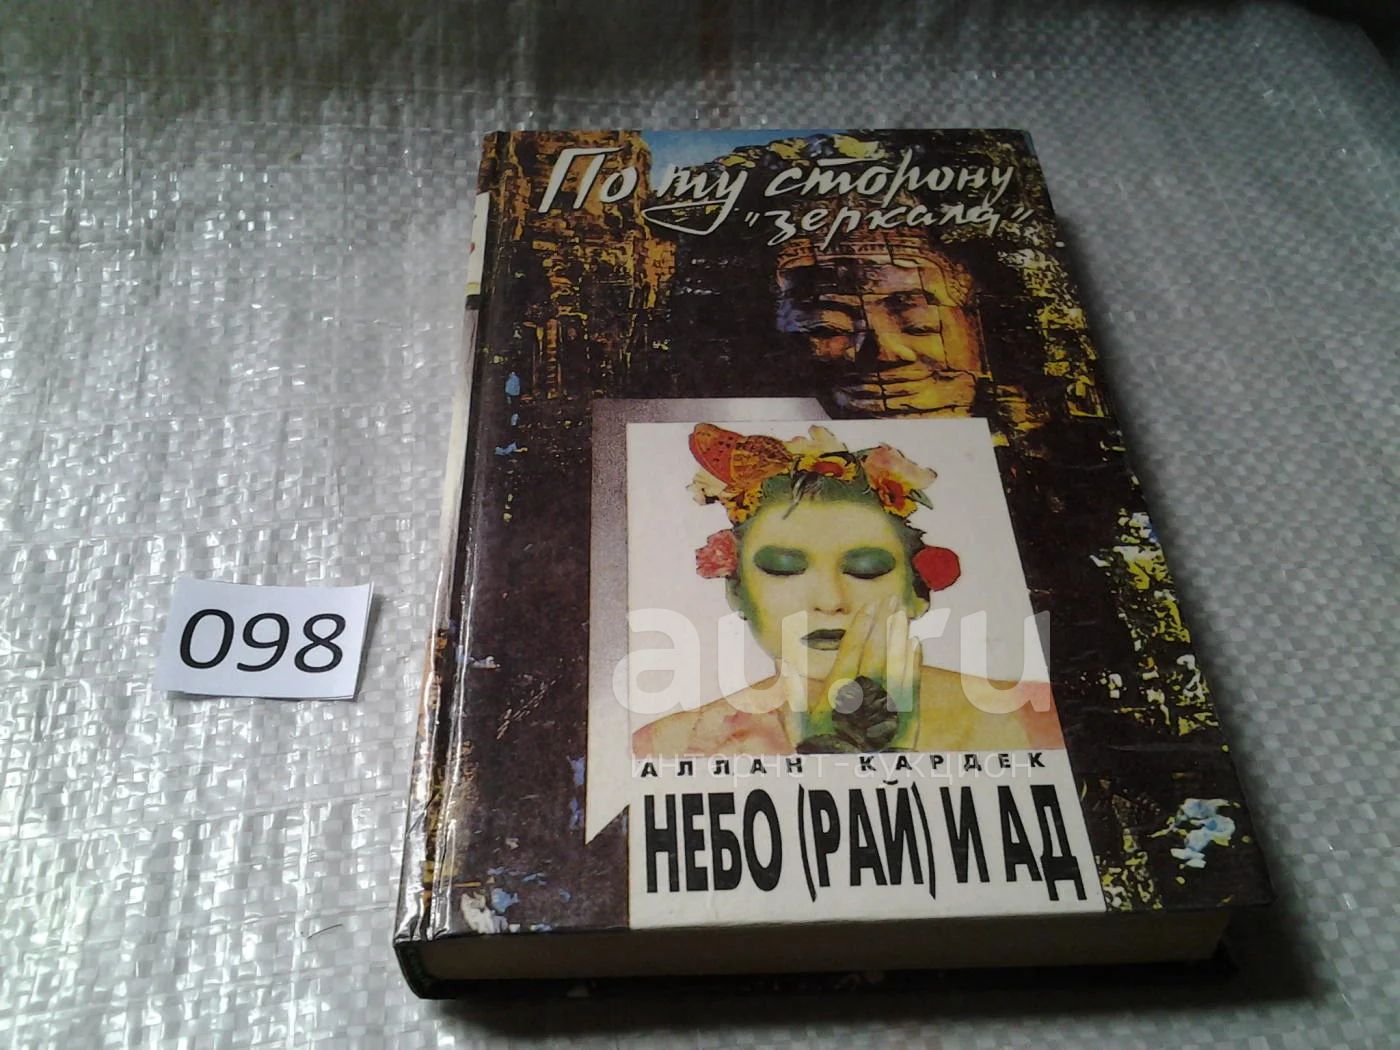 По ту сторону
"зеркала"
098
au.ru
интернет-аукцион
АЛЛАН КАРДЕК
НЕБО (РАЙ) И АД